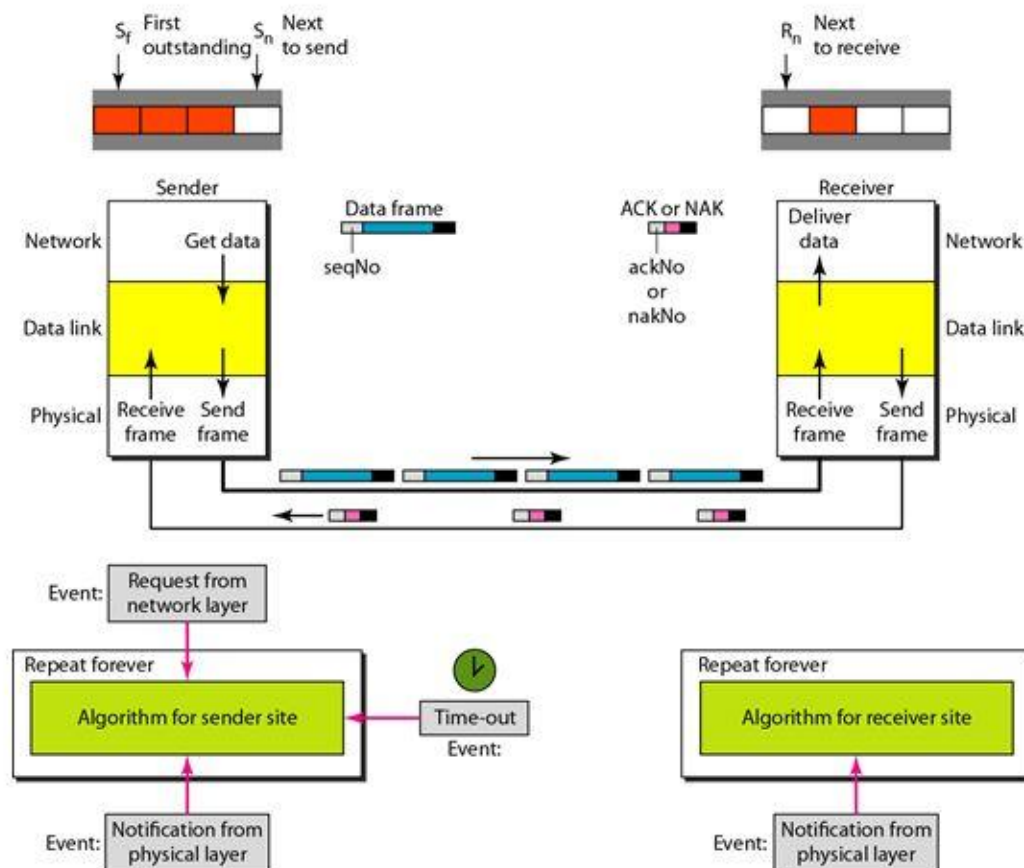 S_f First outstanding
S_n Next to send
R_n Next to receive
Sender
Receiver
Data frame
ACK or NAK
Network
Get data
seqNo
ackNo
or
nakNo
Deliver
data
Network
Data link
Data link
Physical
Receive
frame
Send
frame
Receive
frame
Send
frame
Physical
Event:
Request from
network layer
Repeat forever
Algorithm for sender site
Time-out
Event:
Event:
Notification from
physical layer
Repeat forever
Algorithm for receiver site
Event:
Notification from
physical layer